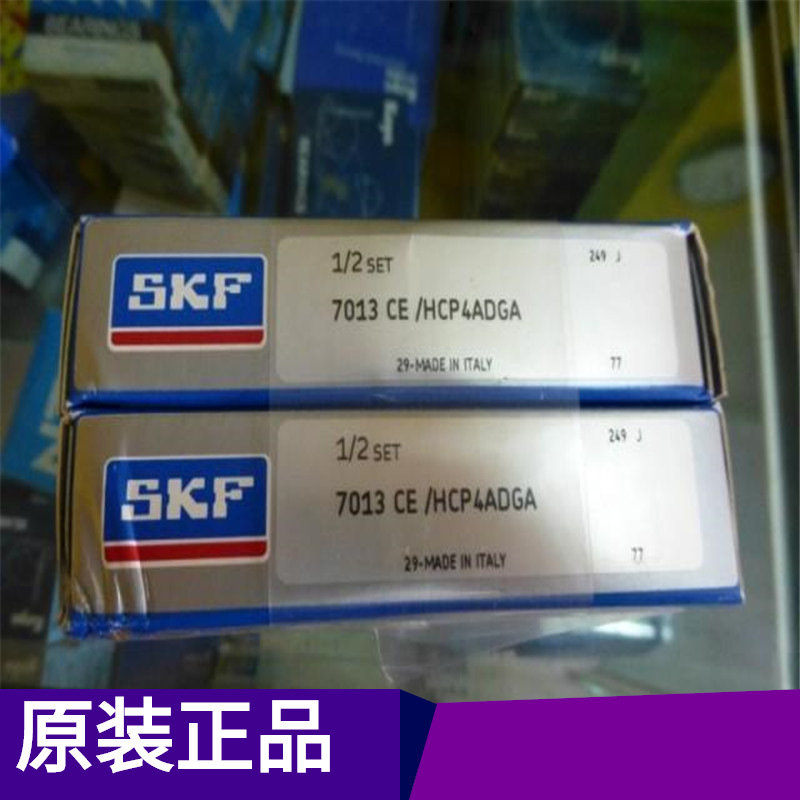 BEARINGS
SKF
1/2 SET
249 J
7013 CE /HCP4ADGA
29-MADE IN ITALY
77
SKF
1/2 SET
249 J
7013 CE /HCP4ADGA
29-MADE IN ITALY
77
原装正品